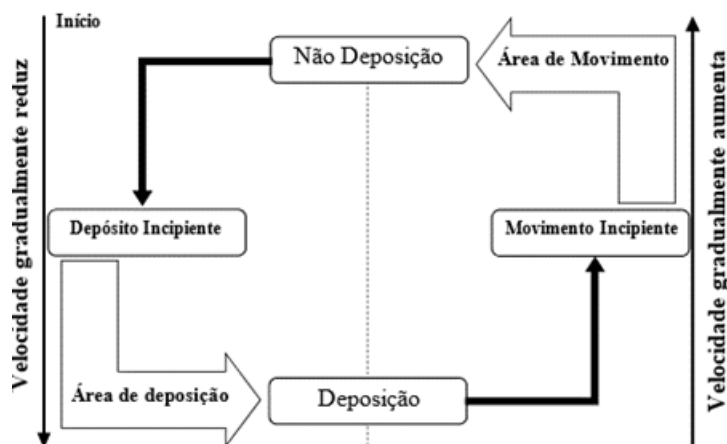 Início
Não Deposição
Área de Movimento
Velocidade gradualmente reduz
Velocidade gradualmente aumenta
Depósito Incipiente
Movimento Incipiente
Área de deposição
Deposição